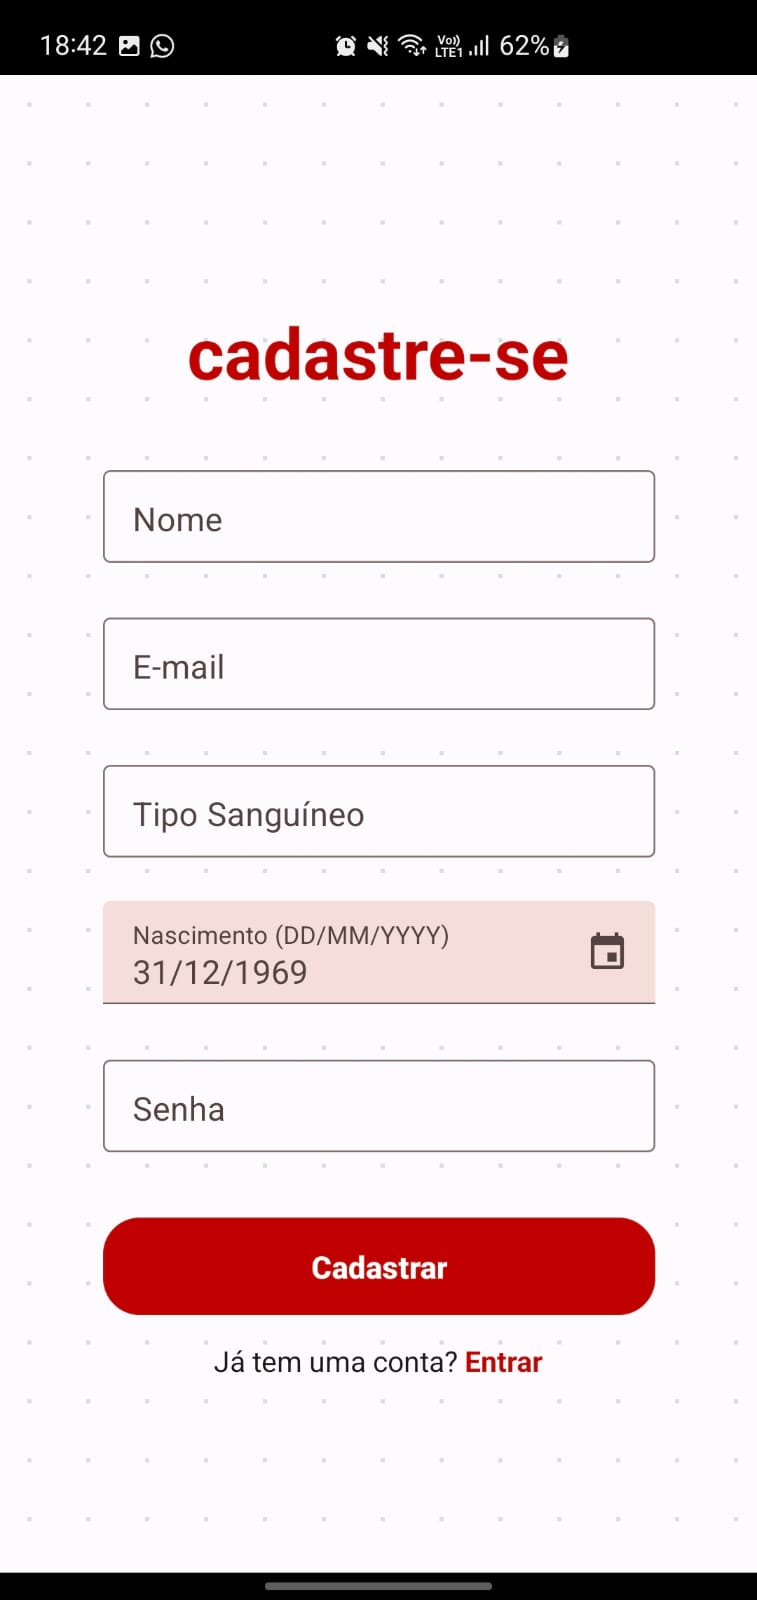 18:42 Vo)) LTE1 62%
cadastre-se
Nome
E-mail
Tipo Sanguíneo
Nascimento (DD/MM/YYYY)
31/12/1969
Senha
Cadastrar
Já tem uma conta? Entrar